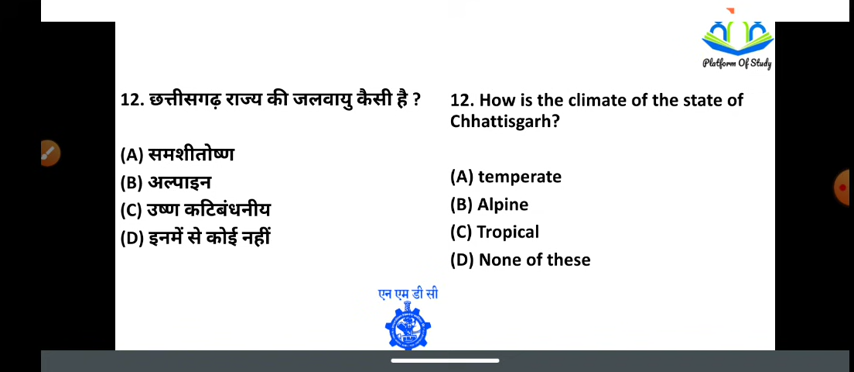 Platform Of Study
12. छत्तीसगढ़ राज्य की जलवायु कैसी है ?
(A) समशीतोष्ण
(B) अल्पाइन
(C) उष्ण कटिबंधनीय
(D) इनमें से कोई नहीं
12. How is the climate of the state of
Chhattisgarh?
(A) temperate
(B) Alpine
(C) Tropical
(D) None of these
एन एम डी सी